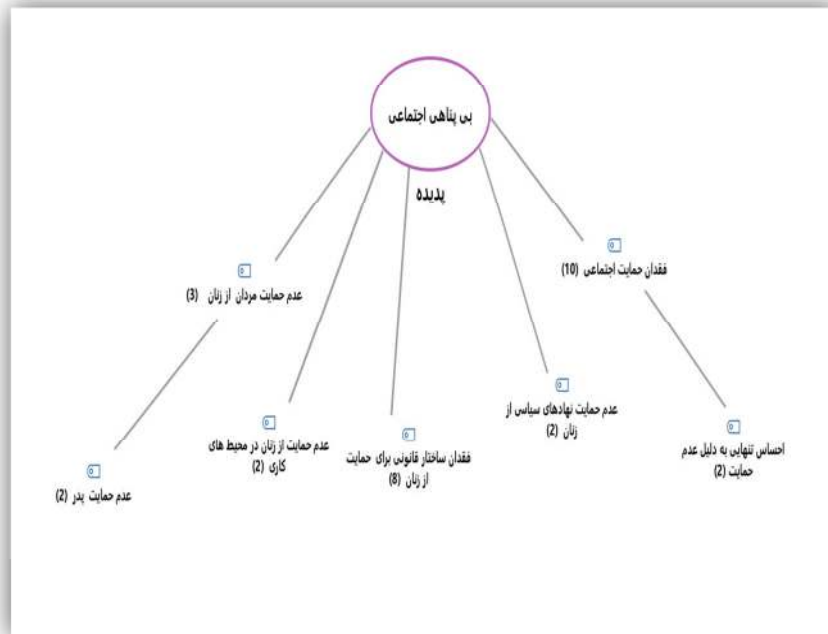 بی پناهی اجتماعی
پدیده
فقدان حمایت اجتماعی (10)
عدم حمایت مردان از زنان (3)
عدم حمایت نهادهای سیاسی از
زنان (2)
احساس تنهایی به دلیل عدم
حمایت (2)
فقدان ساختار قانونی برای حمایت
از زنان (8)
عدم حمایت از زنان در محیط های
کاری (2)
عدم حمایت پدر (2)